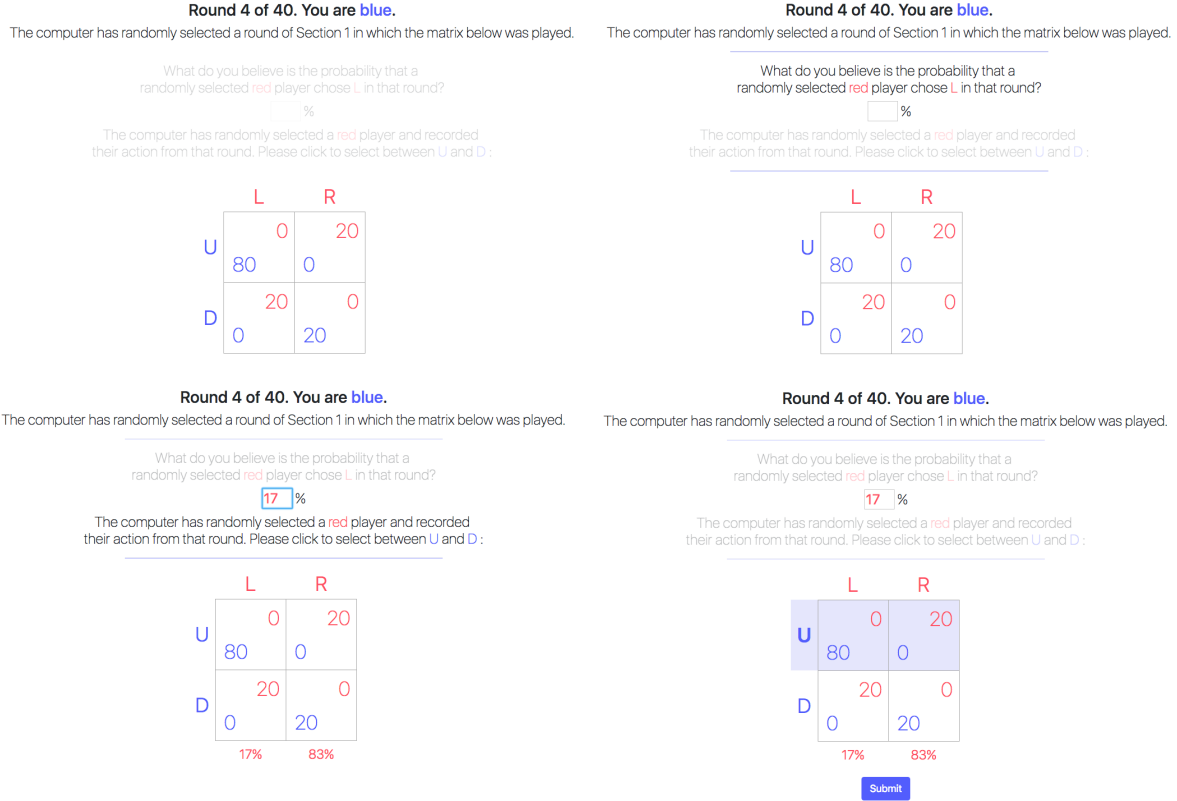 Round 4 of 40. You are blue.
The computer has randomly selected a round of Section 1 in which the matrix below was played.
What do you believe is the probability that a
randomly selected red player chose L in that round?
%
The computer has randomly selected a red player and recorded
their action from that round. Please click to select between U and D :
L R
0 20
U
80 0
20 0
D
0 20
Round 4 of 40. You are blue.
The computer has randomly selected a round of Section 1 in which the matrix below was played.
What do you believe is the probability that a
randomly selected red player chose L in that round?
%
The computer has randomly selected a red player and recorded
their action from that round. Please click to select between U and D :
L R
0 20
U
80 0
20 0
D
0 20
Round 4 of 40. You are blue.
The computer has randomly selected a round of Section 1 in which the matrix below was played.
What do you believe is the probability that a
randomly selected red player chose L in that round?
17 %
The computer has randomly selected a red player and recorded
their action from that round. Please click to select between U and D :
L R
0 20
U
80 0
20 0
D
0 20
17% 83%
Round 4 of 40. You are blue.
The computer has randomly selected a round of Section 1 in which the matrix below was played.
What do you believe is the probability that a
randomly selected red player chose L in that round?
17 %
The computer has randomly selected a red player and recorded
their action from that round. Please click to select between U and D :
L R
0 20
U
80 0
20 0
D
0 20
17% 83%
Submit